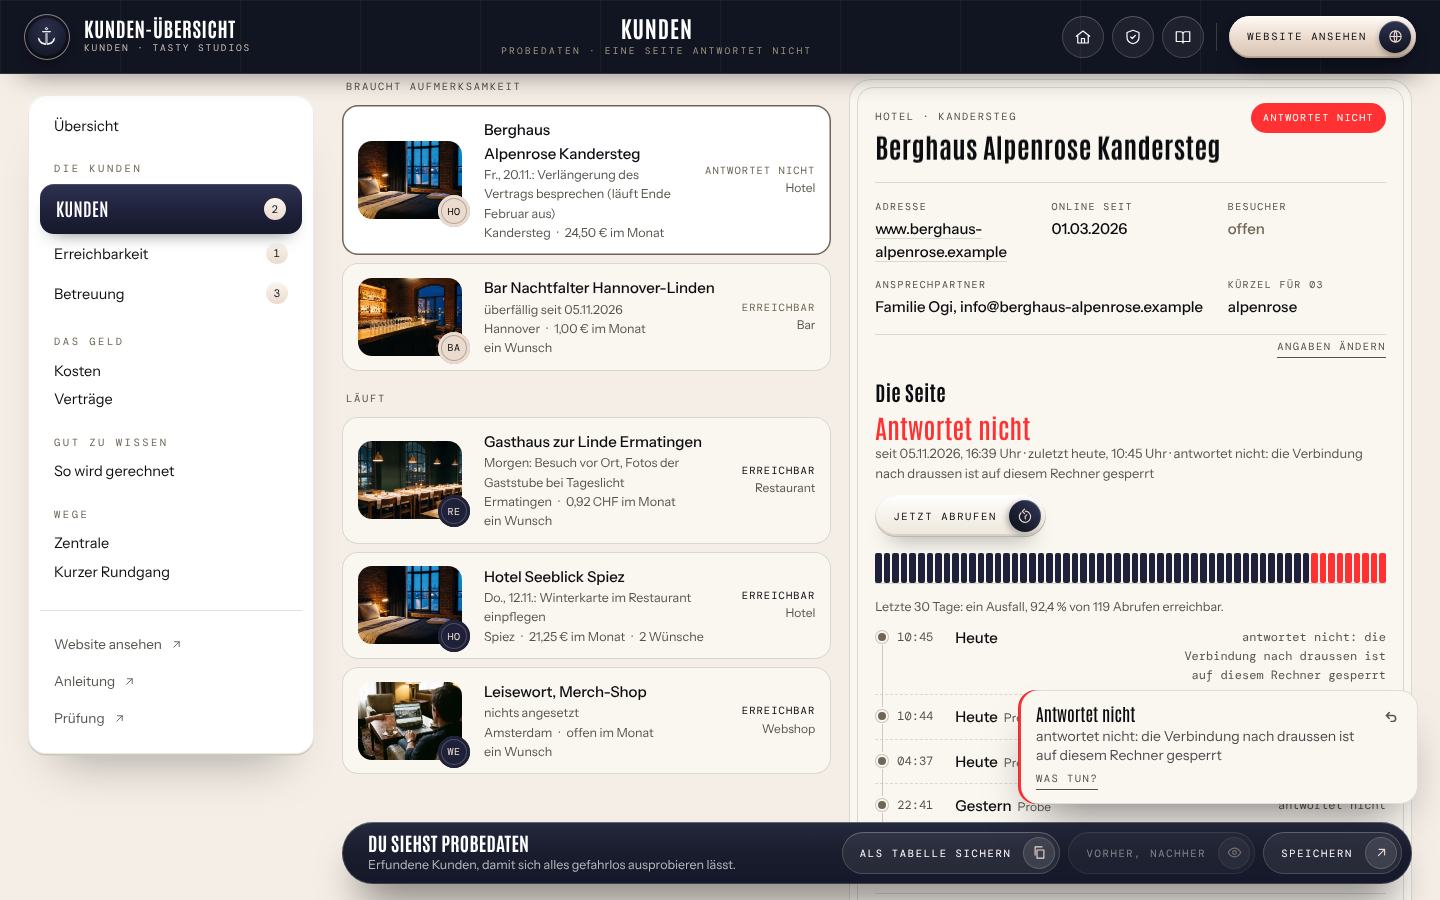 KUNDEN-ÜBERSICHT
KUNDEN · TASTY STUDIOS
KUNDEN
PROBEDATEN · EINE SEITE ANTWORTET NICHT
WEBSITE ANSEHEN
Übersicht
DIE KUNDEN
KUNDEN
2
Erreichbarkeit
1
Betreuung
3
DAS GELD
Kosten
Verträge
GUT ZU WISSEN
So wird gerechnet
WEGE
Zentrale
Kurzer Rundgang
Website ansehen
Anleitung
Prüfung
BRAUCHT AUFMERKSAMKEIT
HO
Berghaus
Alpenrose Kandersteg
Fr., 20.11.: Verlängerung des
Vertrags besprechen (läuft Ende
Februar aus)
Kandersteg · 24,50 € im Monat
ANTWORTET NICHT
Hotel
BA
Bar Nachtfalter Hannover-Linden
überfällig seit 05.11.2026
Hannover · 1,00 € im Monat
ein Wunsch
ERREICHBAR
Bar
LÄUFT
RE
Gasthaus zur Linde Ermatingen
Morgen: Besuch vor Ort, Fotos der
Gaststube bei Tageslicht
Ermatingen · 0,92 CHF im Monat
ein Wunsch
ERREICHBAR
Restaurant
HO
Hotel Seeblick Spiez
Do., 12.11.: Winterkarte im Restaurant
einpflegen
Spiez · 21,25 € im Monat · 2 Wünsche
ERREICHBAR
Hotel
WE
Leisewort, Merch-Shop
nichts angesetzt
Amsterdam · offen im Monat
ein Wunsch
ERREICHBAR
Webshop
HOTEL · KANDERSTEG
ANTWORTET NICHT
Berghaus Alpenrose Kandersteg
ADRESSE
www.berghaus-
alpenrose.example
ONLINE SEIT
01.03.2026
BESUCHER
offen
ANSPRECHPARTNER
Familie Ogi, info@berghaus-alpenrose.example
KÜRZEL FÜR 03
alpenrose
ANGABEN ÄNDERN
Die Seite
Antwortet nicht
seit 05.11.2026, 16:39 Uhr · zuletzt heute, 10:45 Uhr · antwortet nicht: die Verbindung
nach draussen ist auf diesem Rechner gesperrt
JETZT ABRUFEN
Letzte 30 Tage: ein Ausfall, 92,4 % von 119 Abrufen erreichbar.
10:45 Heute
antwortet nicht: die
Verbindung nach draussen ist
auf diesem Rechner gesperrt
10:44 Heute
04:37 Heute
22:41 Gestern Probe
antwortet nicht
Antwortet nicht
antwortet nicht: die Verbindung nach draussen ist
auf diesem Rechner gesperrt
WAS TUN?
DU SIEHST PROBEDATEN
Erfundene Kunden, damit sich alles gefahrlos ausprobieren lässt.
ALS TABELLE SICHERN
VORHER, NACHHER
SPEICHERN